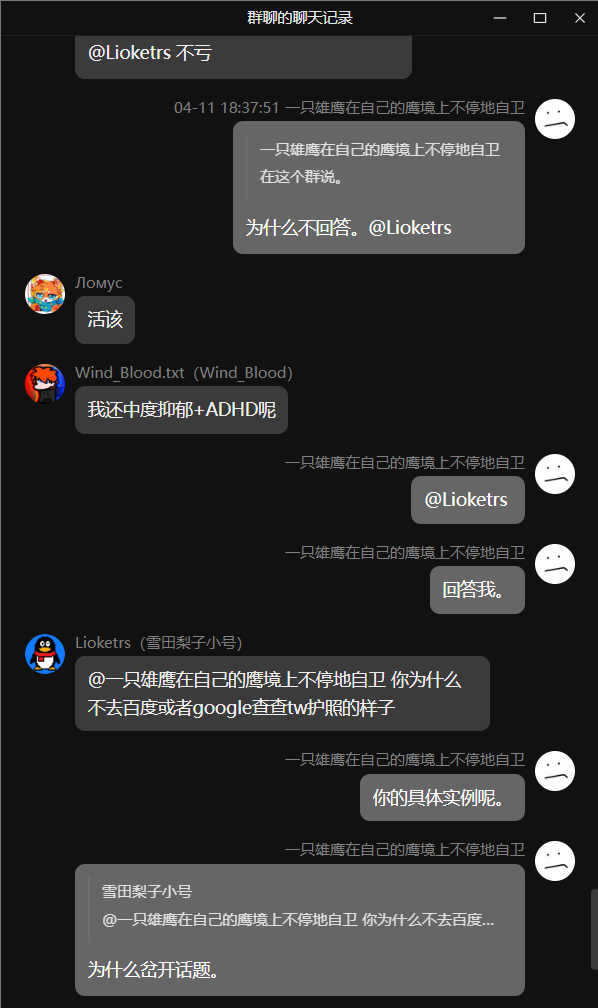 群聊的聊天记录
@Lioketrs 不亏
04-11 18:37:51 一只雄鹰在自己的鹰境上不停地自卫
一只雄鹰在自己的鹰境上不停地自卫
在这个群说。
为什么不回答。@Lioketrs
Ломус
活该
Wind_Blood.txt（Wind_Blood）
我还中度抑郁+ADHD呢
一只雄鹰在自己的鹰境上不停地自卫
@Lioketrs
一只雄鹰在自己的鹰境上不停地自卫
回答我。
Lioketrs（雪田梨子小号）
@一只雄鹰在自己的鹰境上不停地自卫 你为什么
不去百度或者google查查tw护照的样子
一只雄鹰在自己的鹰境上不停地自卫
你的具体实例呢。
一只雄鹰在自己的鹰境上不停地自卫
雪田梨子小号
@一只雄鹰在自己的鹰境上不停地自卫 你为什么不去百度...
为什么岔开话题。